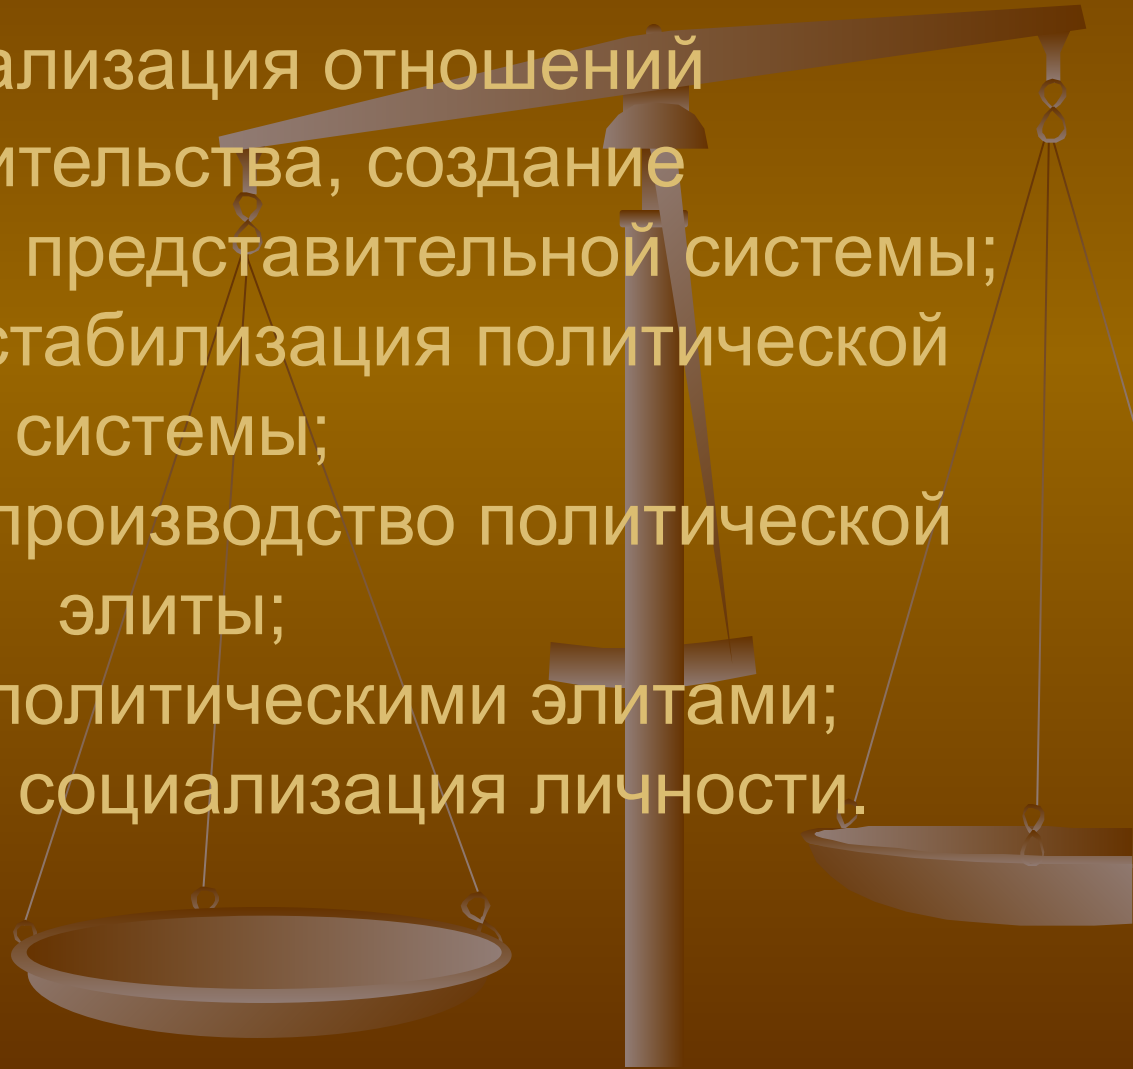 ализация отношений
ительства, создание
представительной системы;
стабилизация политической
системы;
производство политической
элиты;
политическими элитами;
социализация личности.